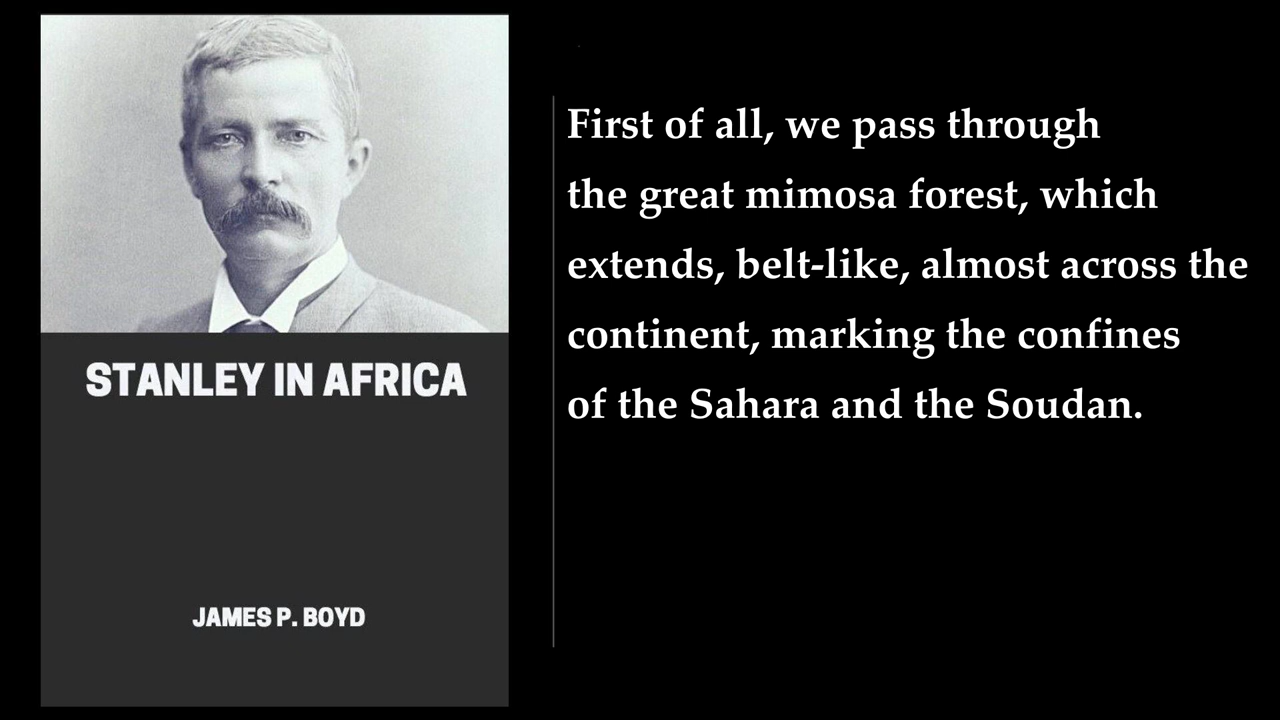 STANLEY IN AFRICA
JAMES P. BOYD
First of all, we pass through
the great mimosa forest, which
extends, belt-like, almost across the
continent, marking the confines
of the Sahara and the Soudan.